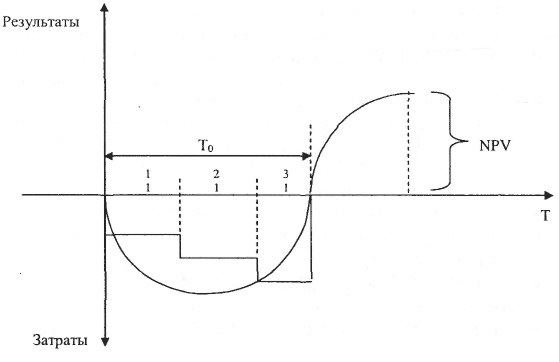 Результаты
T₀
NPV
1 2 3
1 1 1
T
Затраты